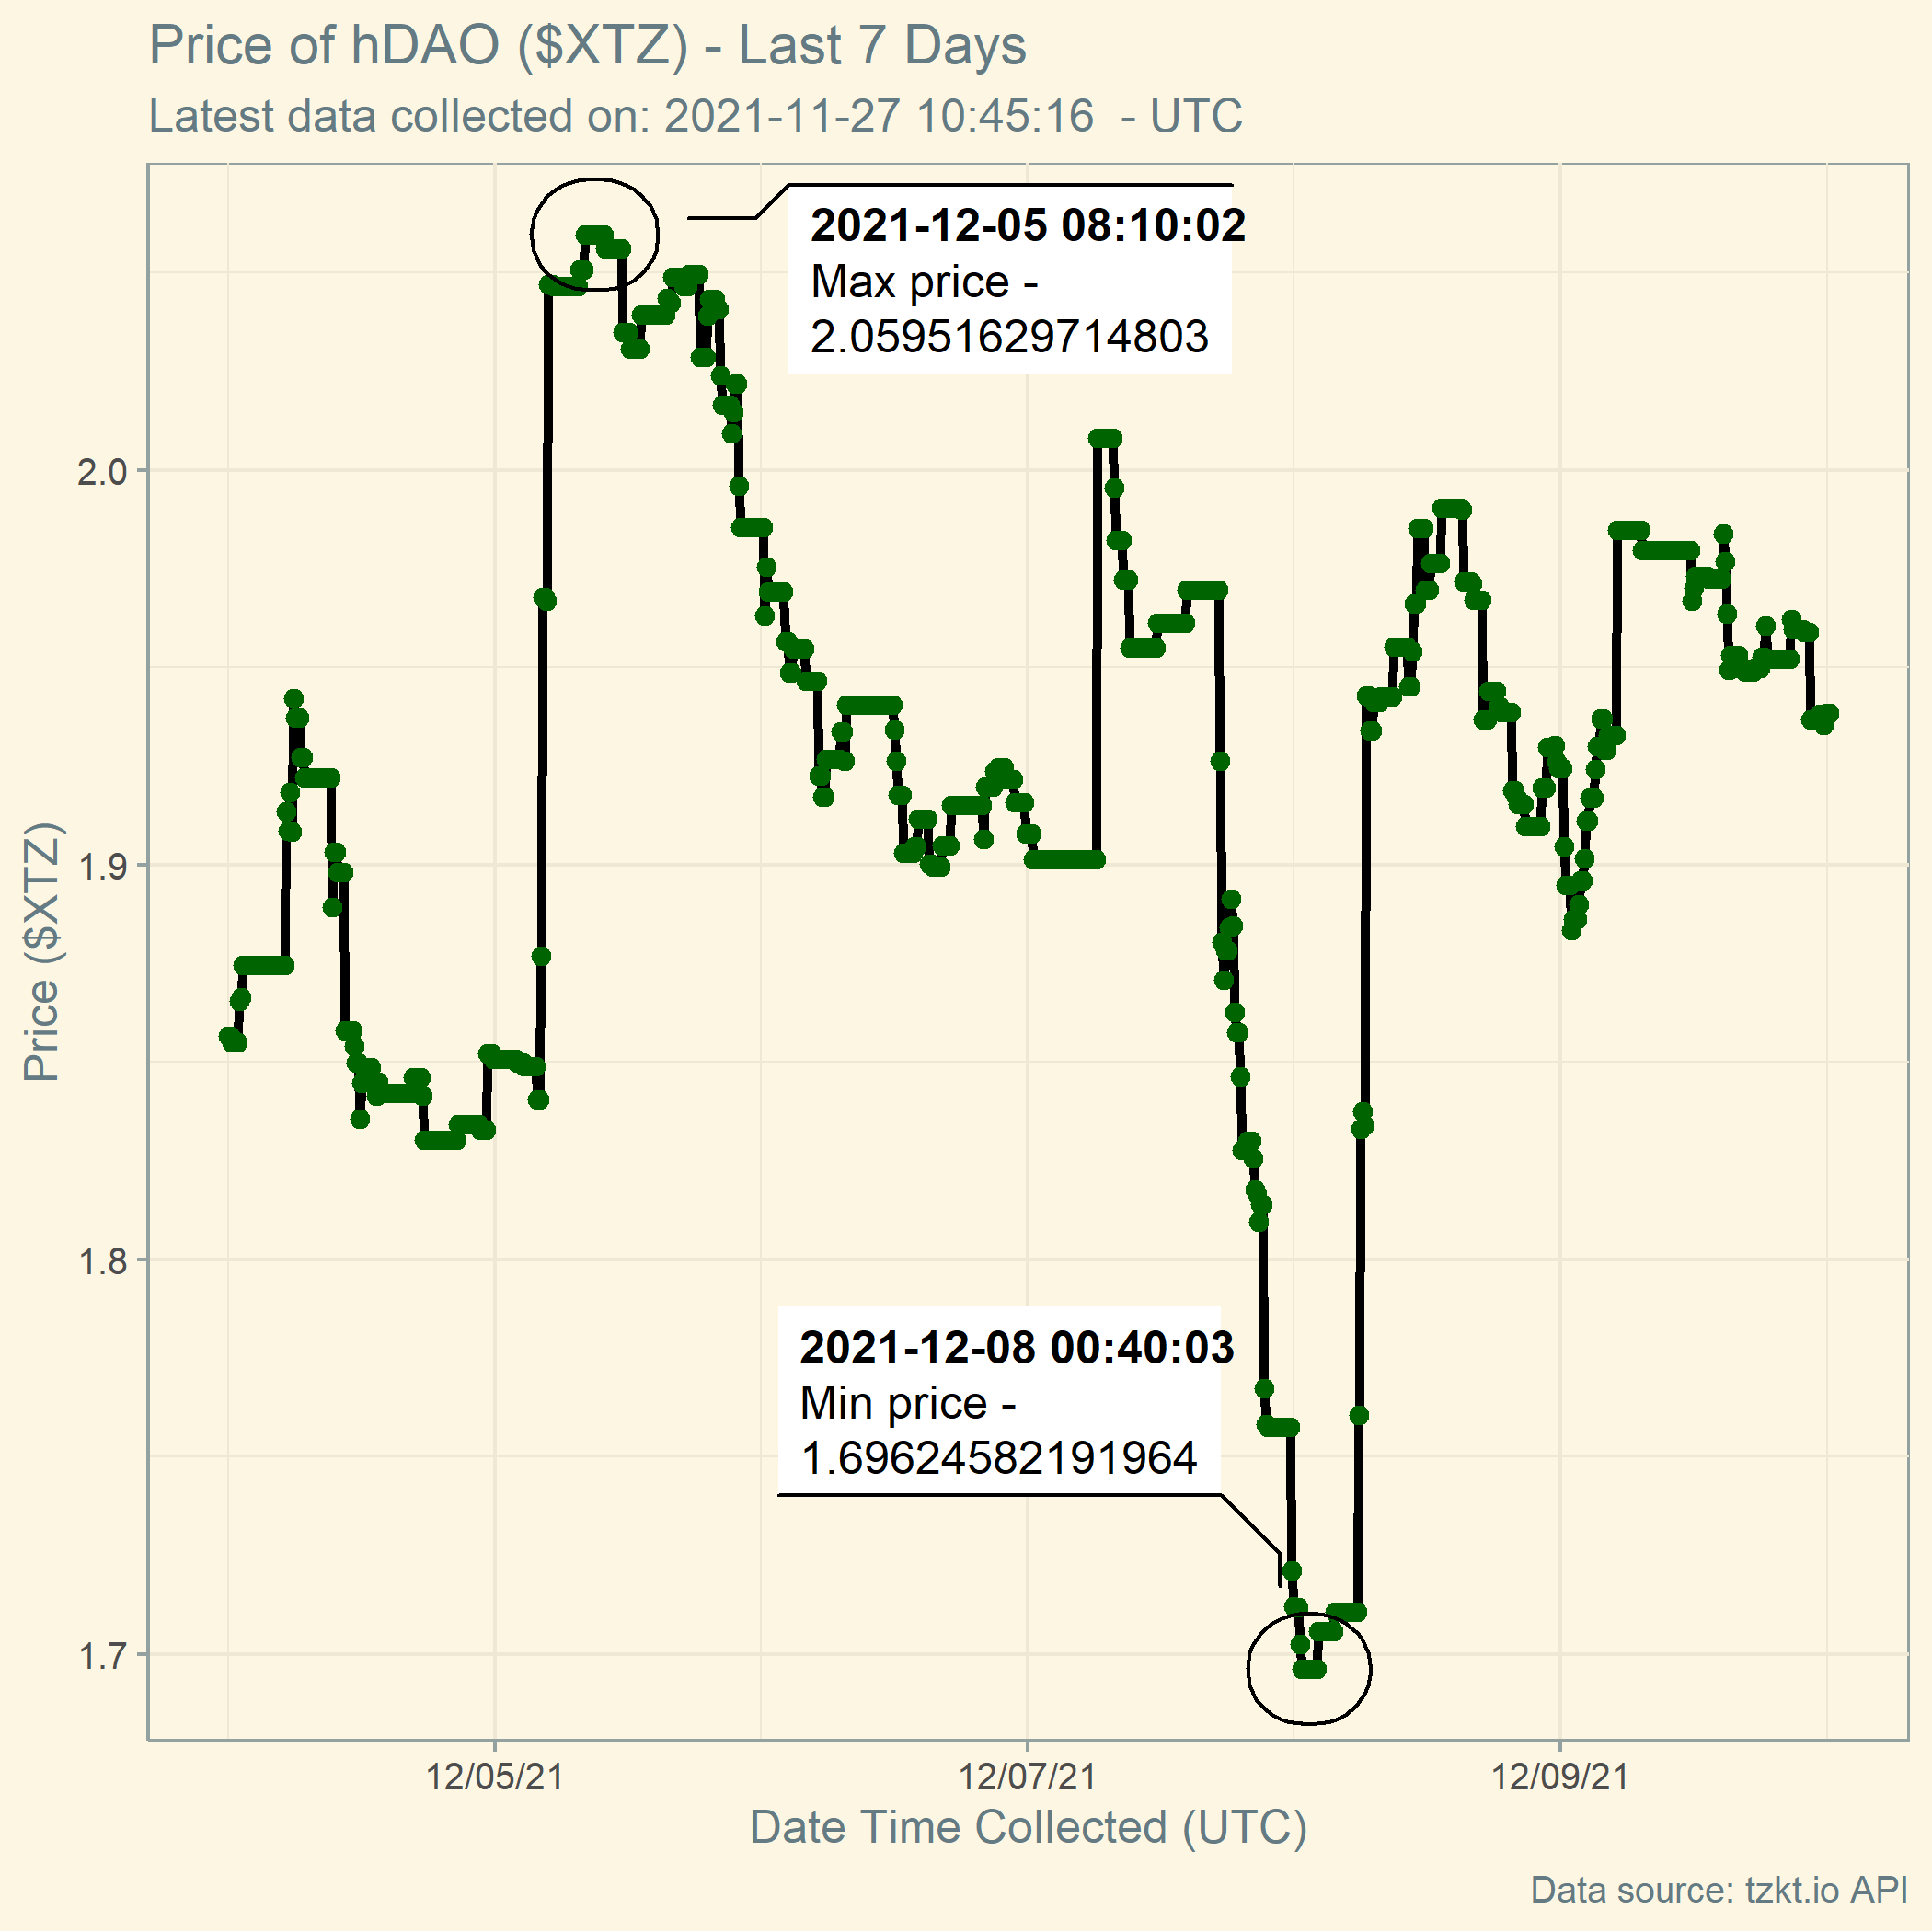 Price of hDAO ($XTZ) - Last 7 Days
Latest data collected on: 2021-11-27 10:45:16  - UTC
2021-12-05 08:10:02
Max price -
2.05951629714803
2.0
1.9
1.8
1.7
Price ($XTZ)
2021-12-08 00:40:03
Min price -
1.69624582191964
12/05/21
12/07/21
12/09/21
Date Time Collected (UTC)
Data source: tzkt.io API